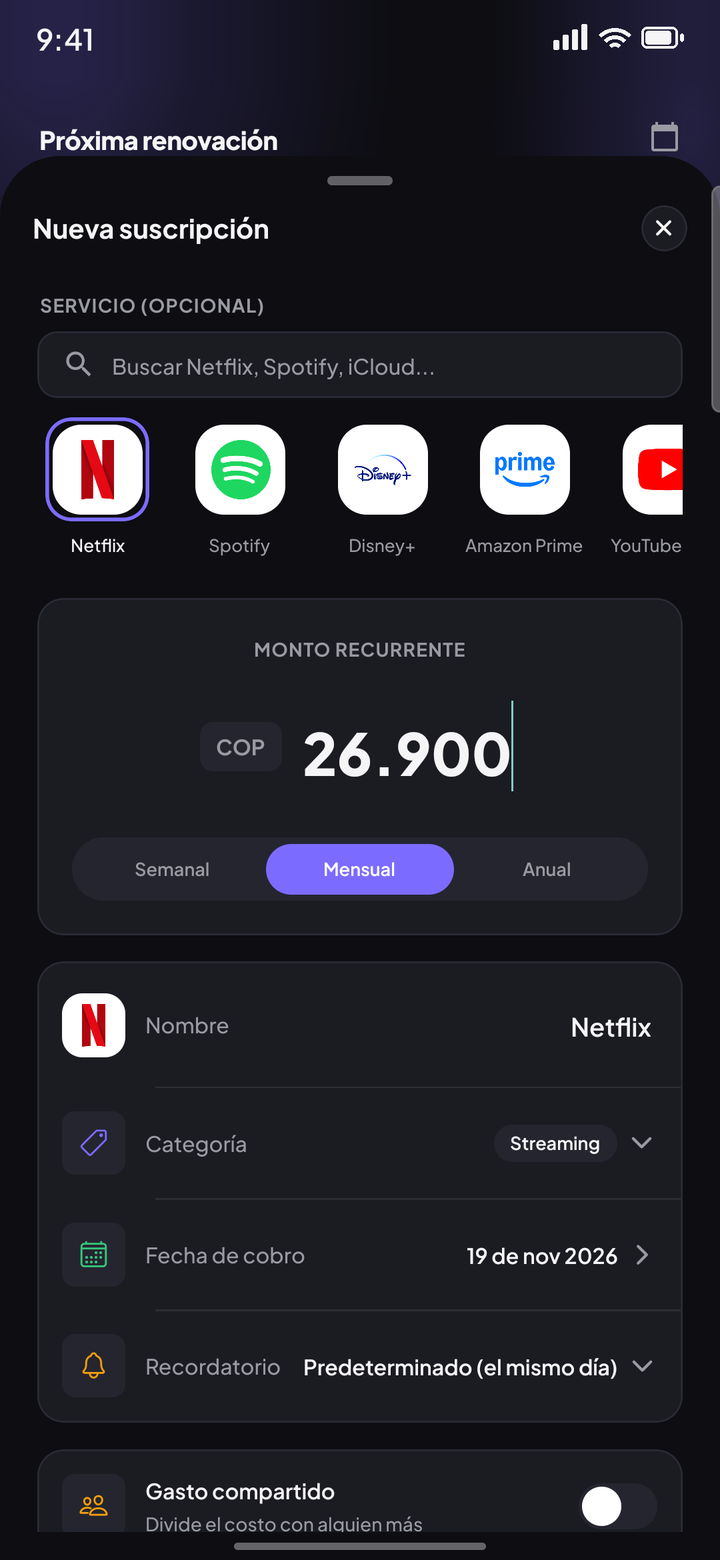 9:41
Próxima renovación
Nueva suscripción
SERVICIO (OPCIONAL)
Buscar Netflix, Spotify, iCloud...
N
Disney+
prime
Netflix
Spotify
Disney+
Amazon Prime
YouTube
MONTO RECURRENTE
COP
26.900
Semanal
Mensual
Anual
N
Nombre
Netflix
Categoría
Streaming
Fecha de cobro
19 de nov 2026
Recordatorio
Predeterminado (el mismo día)
Gasto compartido
Divide el costo con alguien más